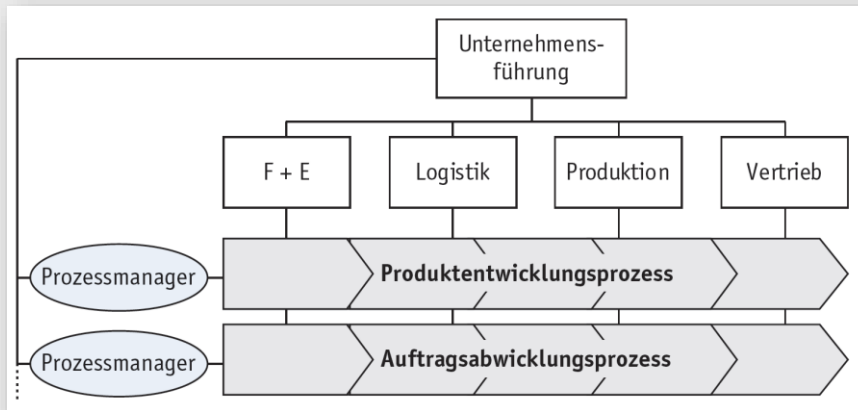 Unternehmens-
führung
F + E
Logistik
Produktion
Vertrieb
Prozessmanager
Produktentwicklungsprozess
Prozessmanager
Auftragsabwicklungsprozess